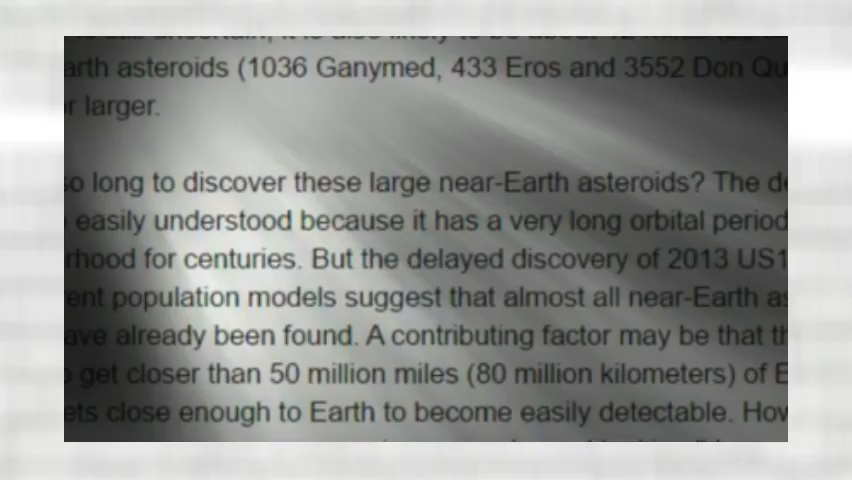 arth asteroids (1036 Ganymed, 433 Eros and 3552 Don Qu
r larger.
so long to discover these large near-Earth asteroids? The d
easily understood because it has a very long orbital period
rhood for centuries. But the delayed discovery of 2013 US1
ent population models suggest that almost all near-Earth as
ave already been found. A contributing factor may be that th
get closer than 50 million miles (80 million kilometers) of E
ets close enough to Earth to become easily detectable. How